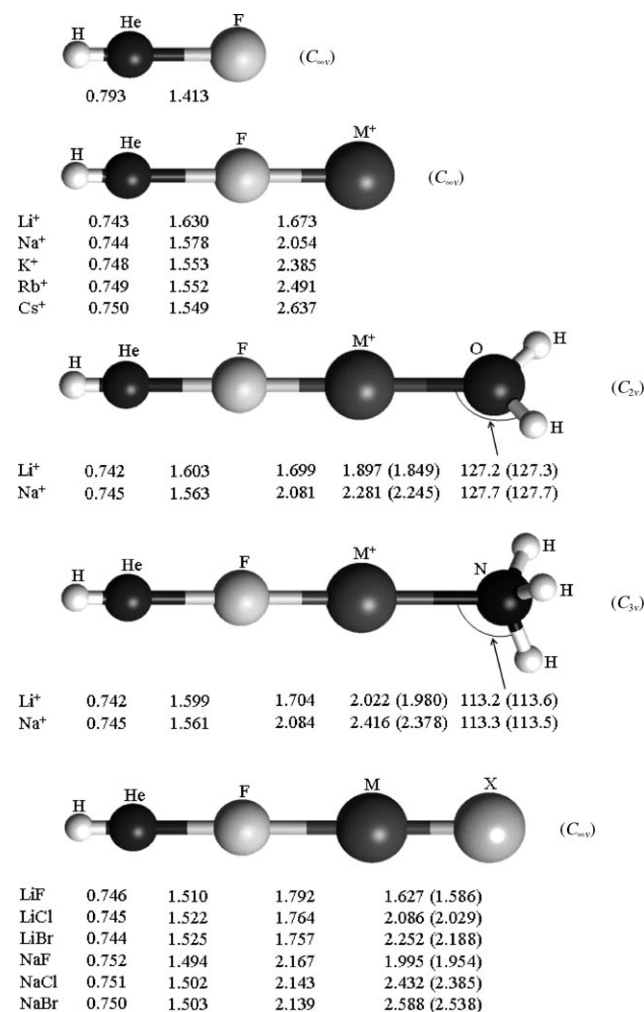 H He F
(C∞v)
0.793 1.413
H He F M+
(C∞v)
Li+ 0.743 1.630 1.673
Na+ 0.744 1.578 2.054
K+ 0.748 1.553 2.385
Rb+ 0.749 1.552 2.491
Cs+ 0.750 1.549 2.637
H He F M+ O H
(C2v)
H
Li+ 0.742 1.603 1.699 1.897 (1.849) 127.2 (127.3)
Na+ 0.745 1.563 2.081 2.281 (2.245) 127.7 (127.7)
H He F M+ N H
H (C3v)
H
Li+ 0.742 1.599 1.704 2.022 (1.980) 113.2 (113.6)
Na+ 0.745 1.561 2.084 2.416 (2.378) 113.3 (113.5)
H He F M X
(C∞v)
LiF 0.746 1.510 1.792 1.627 (1.586)
LiCl 0.745 1.522 1.764 2.086 (2.029)
LiBr 0.744 1.525 1.757 2.252 (2.188)
NaF 0.752 1.494 2.167 1.995 (1.954)
NaCl 0.751 1.502 2.143 2.432 (2.385)
NaBr 0.750 1.503 2.139 2.588 (2.538)